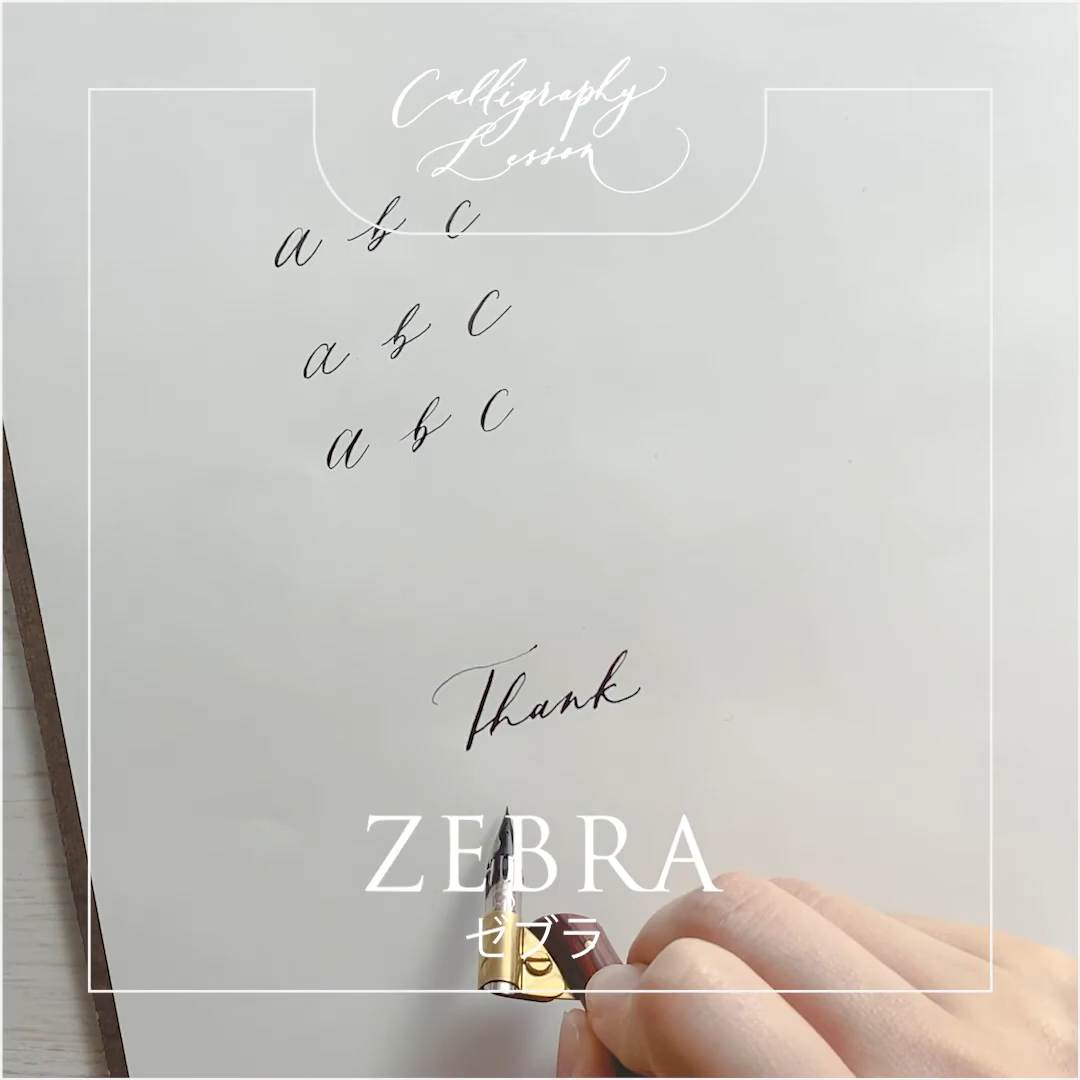 Calligraphy
Lesson
a b c
a b c
a b c
Thank
ZEBRA
ゼブラ